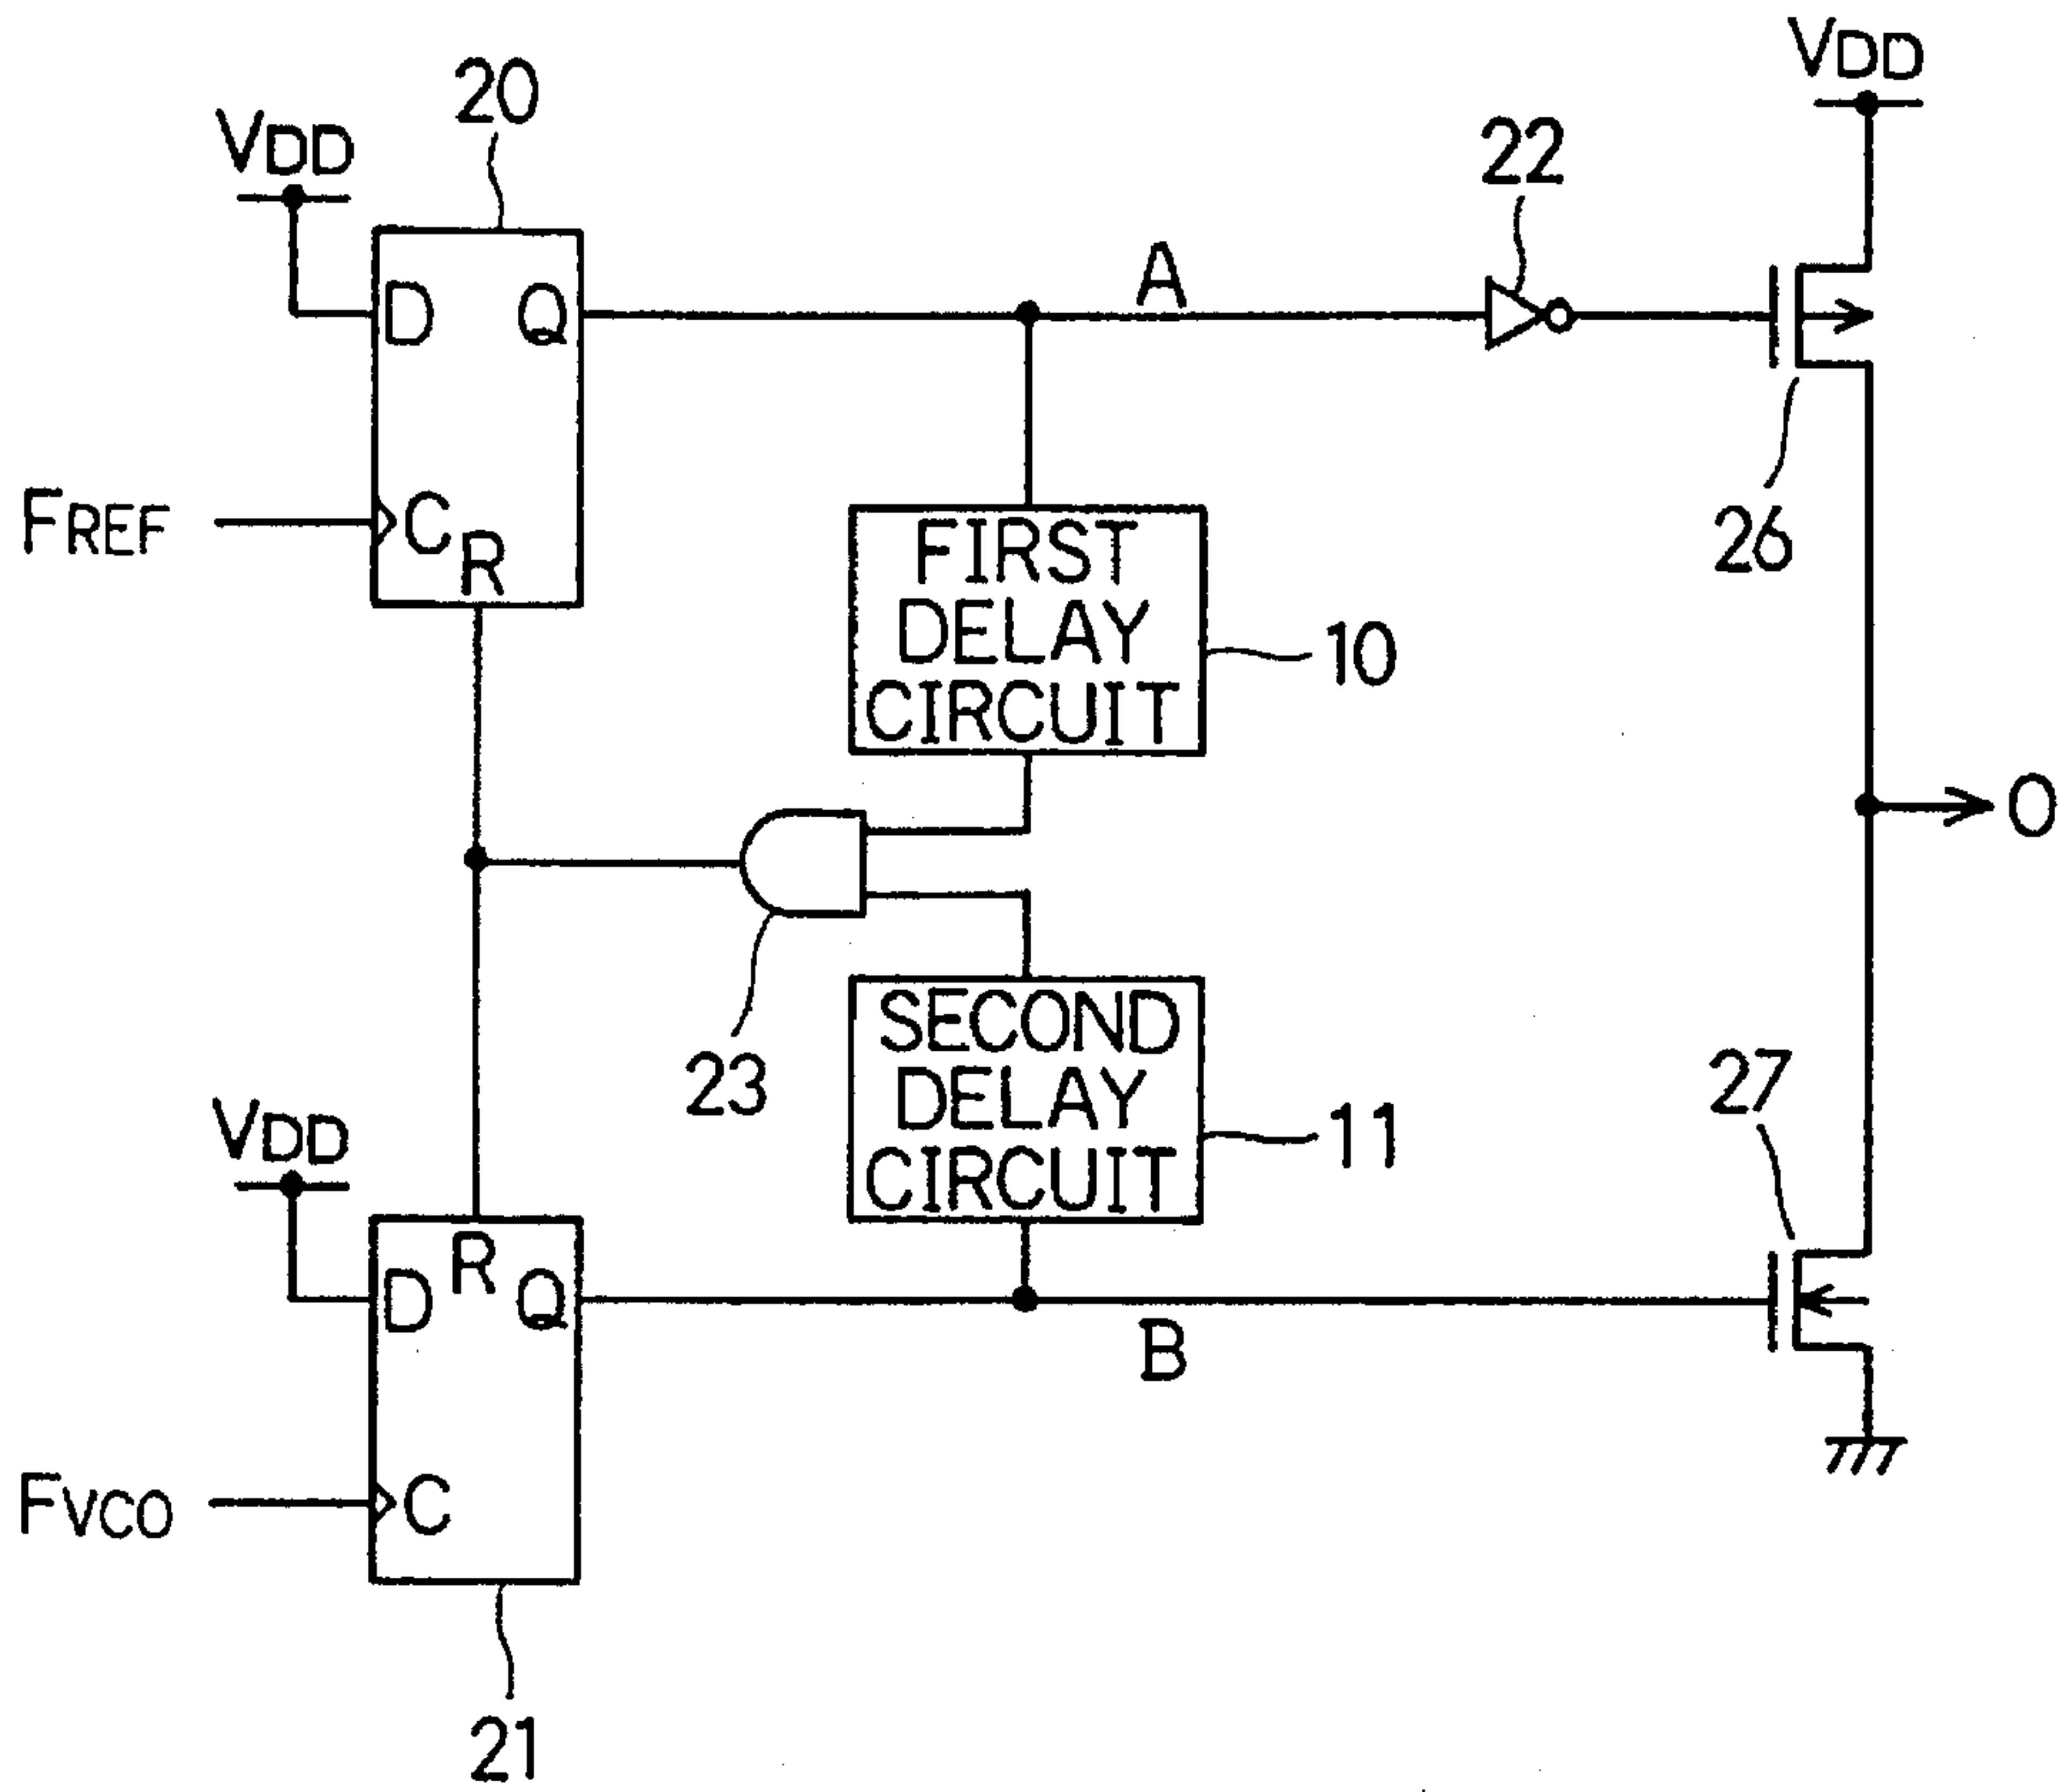 VDD
20
VDD
22
A
D Q
FREF
C
R
26
FIRST
DELAY
CIRCUIT
10
O
23
SECOND
DELAY
CIRCUIT
11
27
VDD
R
D Q
B
FVCO
C
21